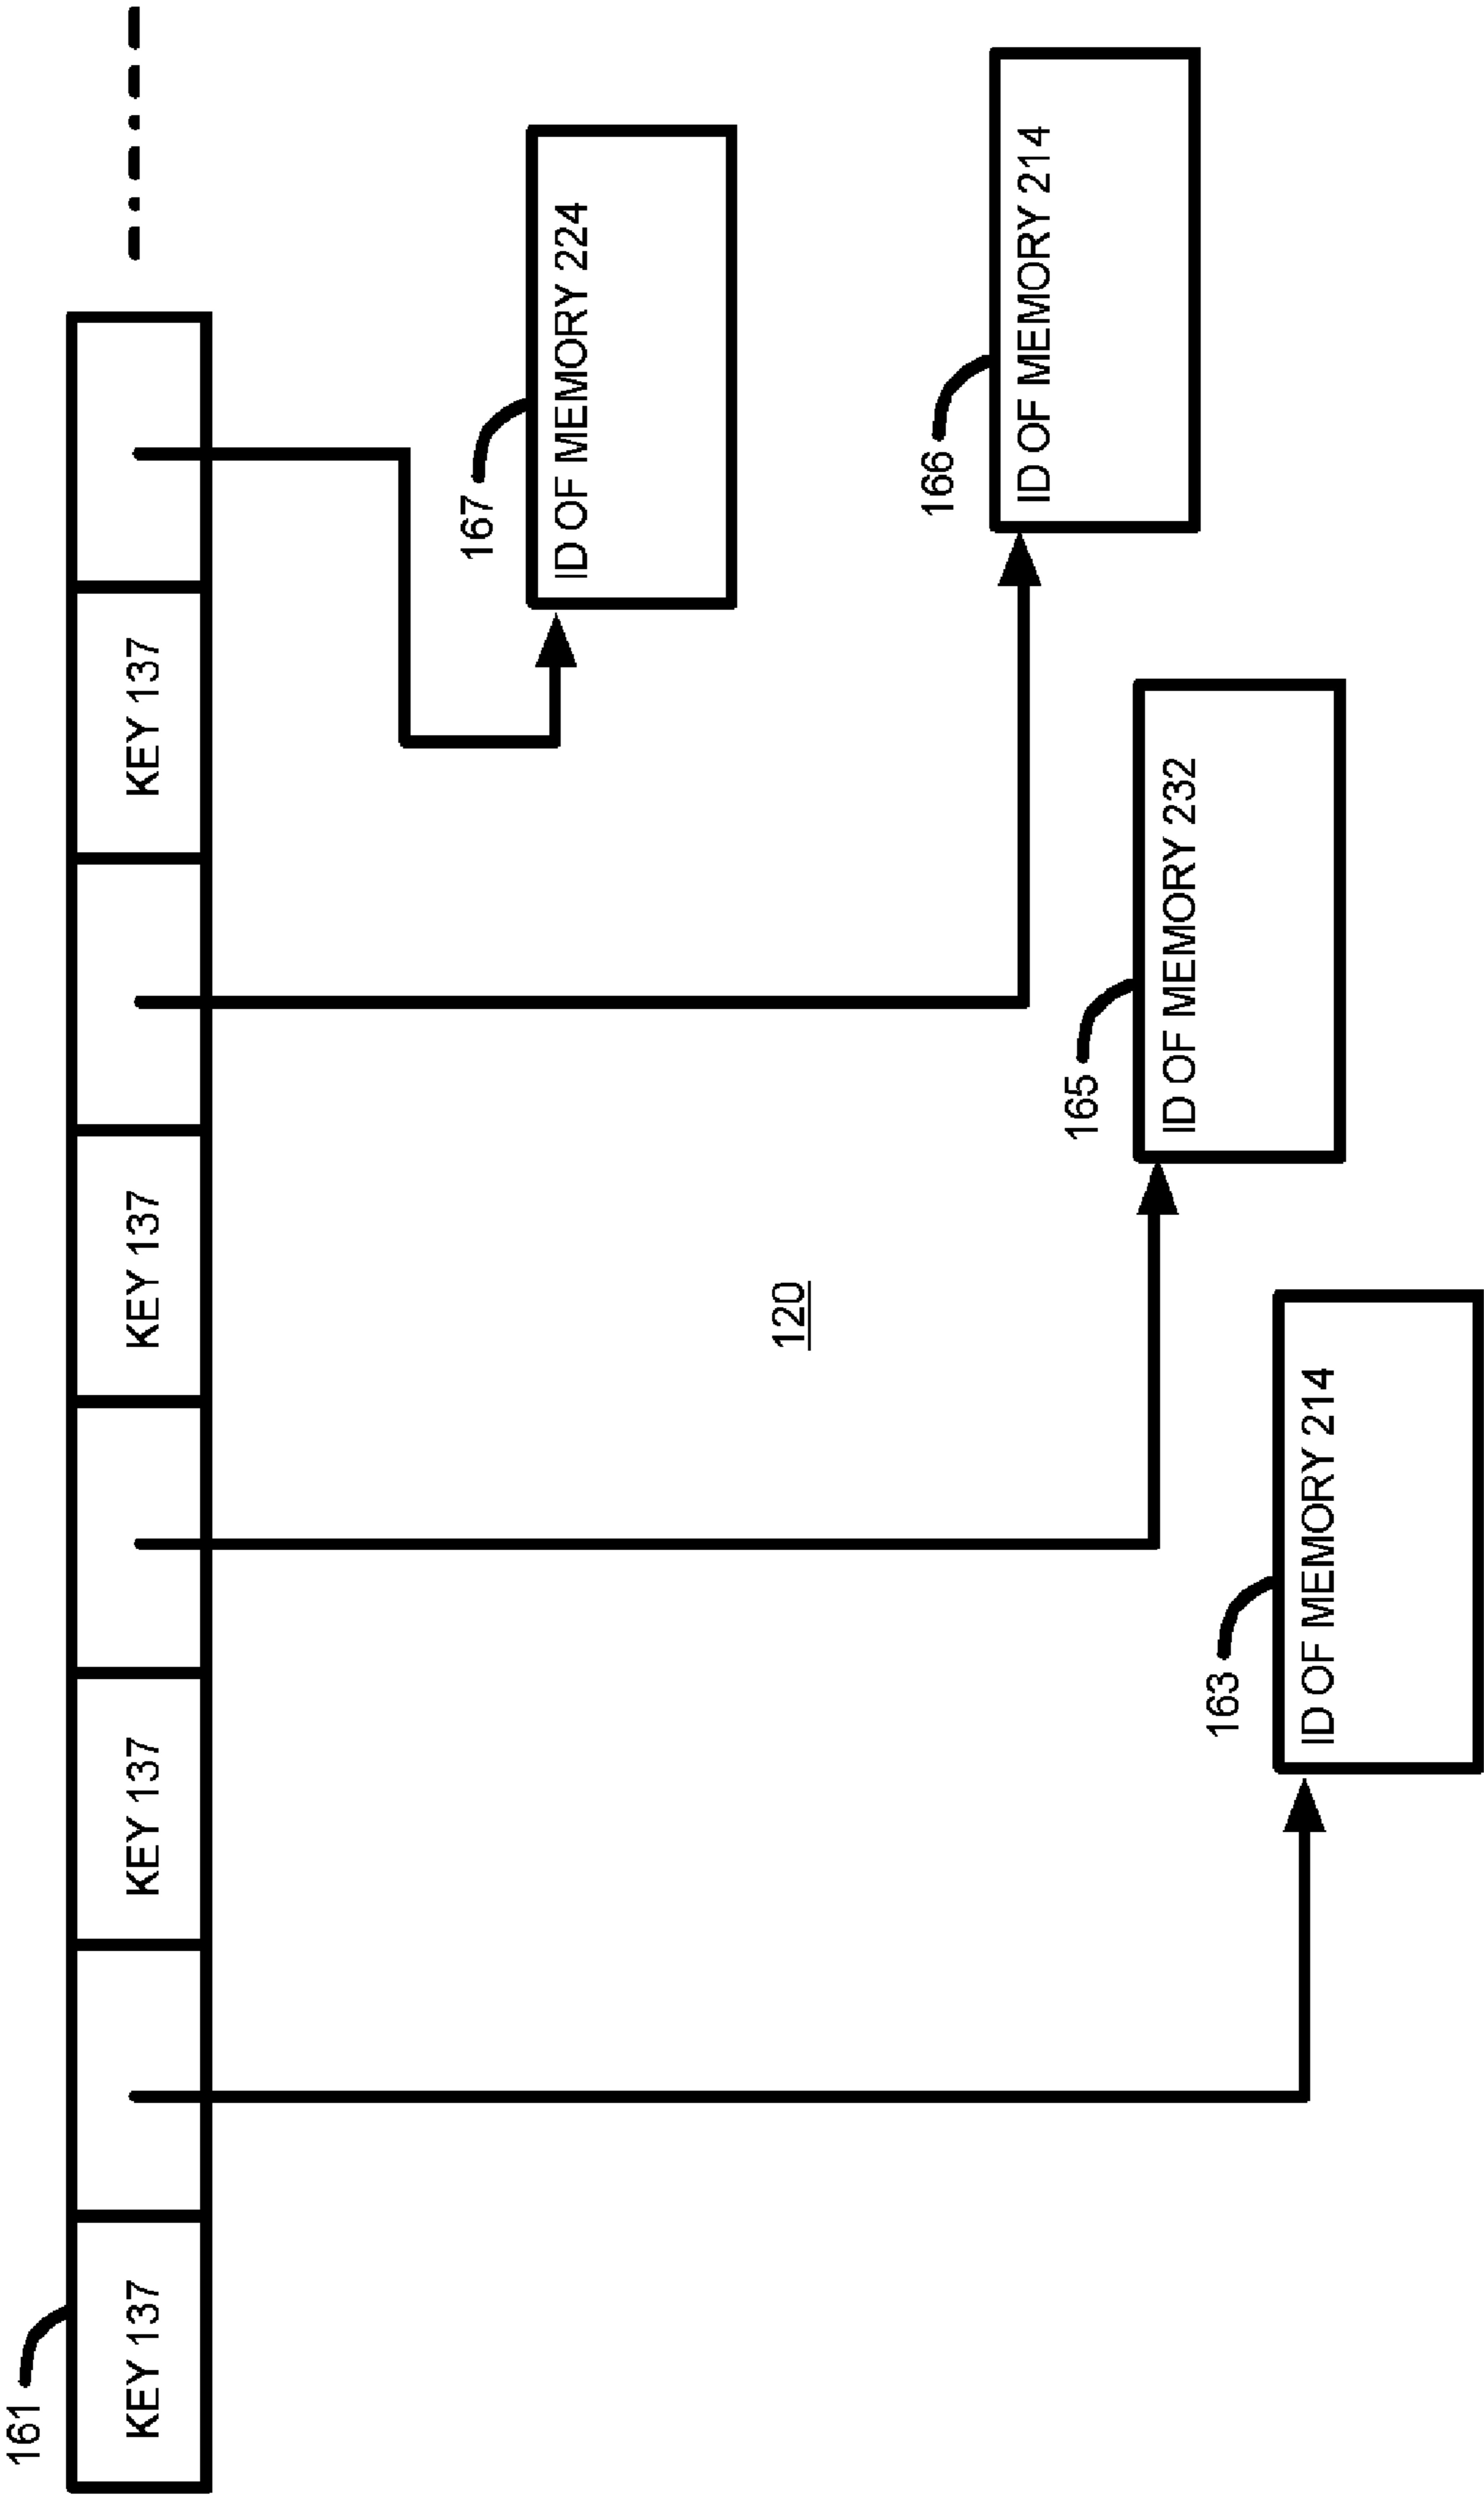 161
KEY 137
KEY 137
KEY 137
KEY 137
167
ID OF MEMORY 224
120
166
ID OF MEMORY 214
165
ID OF MEMORY 232
163
ID OF MEMORY 214